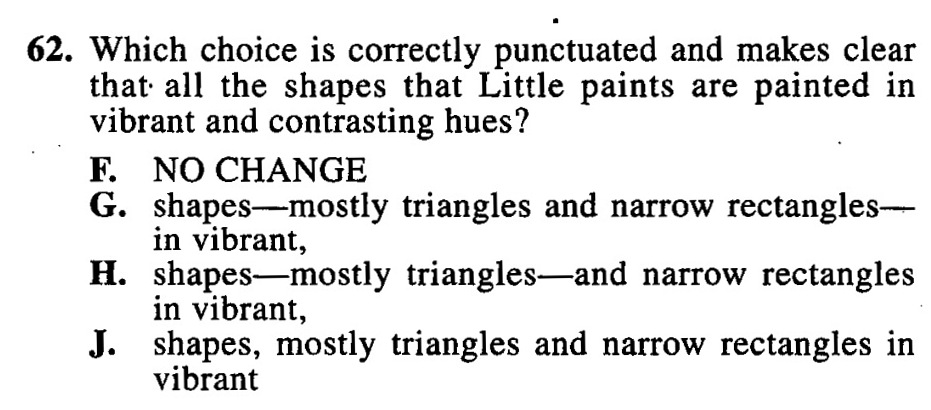 62. Which choice is correctly punctuated and makes clear
that all the shapes that Little paints are painted in
vibrant and contrasting hues?
F. NO CHANGE
G. shapes—mostly triangles and narrow rectangles—
in vibrant,
H. shapes—mostly triangles—and narrow rectangles
in vibrant,
J. shapes, mostly triangles and narrow rectangles in
vibrant